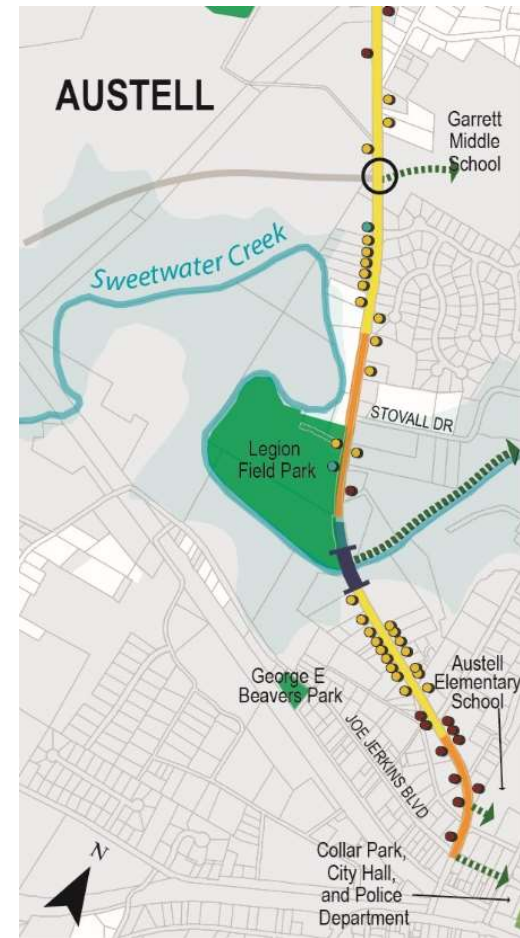 AUSTELL
Garrett
Middle
School
Sweetwater Creek
STOVALL DR
Legion
Field Park
George E
Beavers Park
Austell
Elementary
School
JOE JERKINS BLVD
N
Collar Park,
City Hall,
and Police
Department